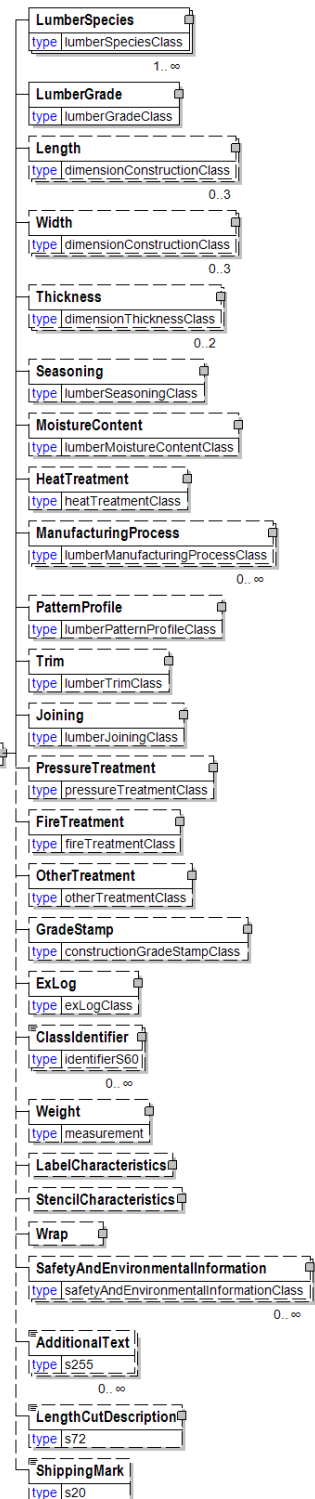 LumberSpecies
type lumberSpeciesClass
1.. ∞
LumberGrade
type lumberGradeClass
Length
type dimensionConstructionClass
0..3
Width
type dimensionConstructionClass
0..3
Thickness
type dimensionThicknessClass
0..2
Seasoning
type lumberSeasoningClass
MoistureContent
type lumberMoistureContentClass
HeatTreatment
type heatTreatmentClass
ManufacturingProcess
type lumberManufacturingProcessClass
0.. ∞
PatternProfile
type lumberPatternProfileClass
Trim
type lumberTrimClass
Joining
type lumberJoiningClass
PressureTreatment
type pressureTreatmentClass
FireTreatment
type fireTreatmentClass
OtherTreatment
type otherTreatmentClass
GradeStamp
type constructionGradeStampClass
ExLog
type exLogClass
ClassIdentifier
type identifierS60
0.. ∞
Weight
type measurement
LabelCharacteristics
StencilCharacteristics
Wrap
SafetyAndEnvironmentalInformation
type safetyAndEnvironmentalInformationClass
0.. ∞
AdditionalText
type s255
0.. ∞
LengthCutDescription
type s72
ShippingMark
type s20